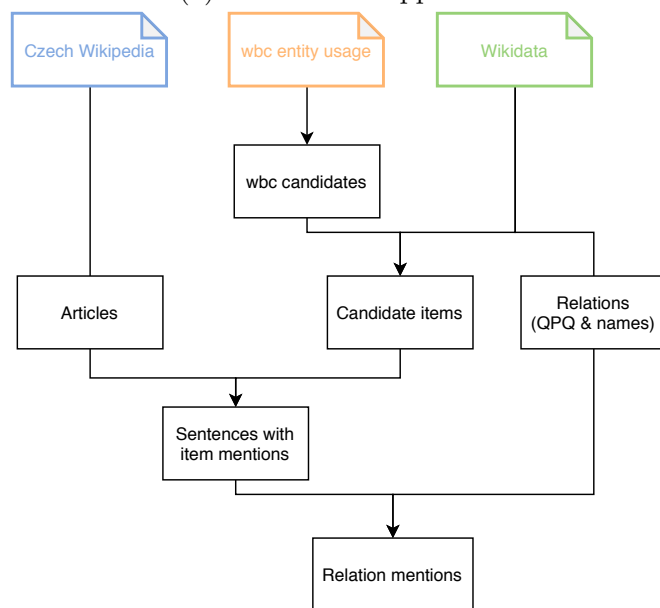 Czech Wikipedia
wbc entity usage
Wikidata
wbc candidates
Articles
Candidate items
Relations
(QPQ & names)
Sentences with
item mentions
Relation mentions